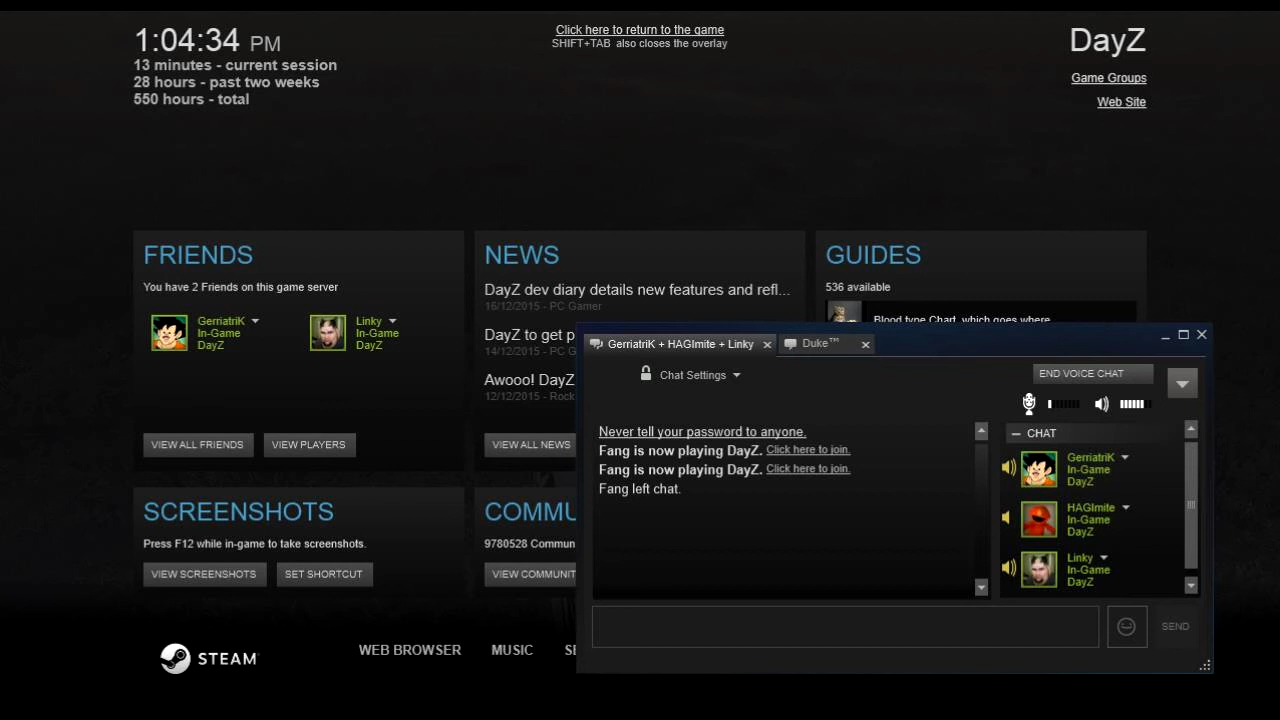 1:04:34 PM
13 minutes - current session
28 hours - past two weeks
550 hours - total
Click here to return to the game
SHIFT+TAB also closes the overlay
DayZ
Game Groups
Web Site
FRIENDS
You have 2 Friends on this game server
GerriatriK
In-Game
DayZ
Linky
In-Game
DayZ
VIEW ALL FRIENDS
VIEW PLAYERS
NEWS
DayZ dev diary details new features and refl...
16/12/2015 - PC Gamer
DayZ to get p
14/12/2015 - PC G
Awooo! DayZ
12/12/2015 - Rock
VIEW ALL NEWS
GUIDES
536 available
Blood type Chart, which goes where
SCREENSHOTS
Press F12 while in-game to take screenshots.
VIEW SCREENSHOTS
SET SHORTCUT
COMMU
9780528 Commun
VIEW COMMUNIT
GerriatriK + HAGImite + Linky
Duke™
Chat Settings
END VOICE CHAT
Never tell your password to anyone.
Fang is now playing DayZ. Click here to join.
Fang is now playing DayZ. Click here to join.
Fang left chat.
CHAT
GerriatriK
In-Game
DayZ
HAGImite
In-Game
DayZ
Linky
In-Game
DayZ
SEND
STEAM
WEB BROWSER
MUSIC
SE